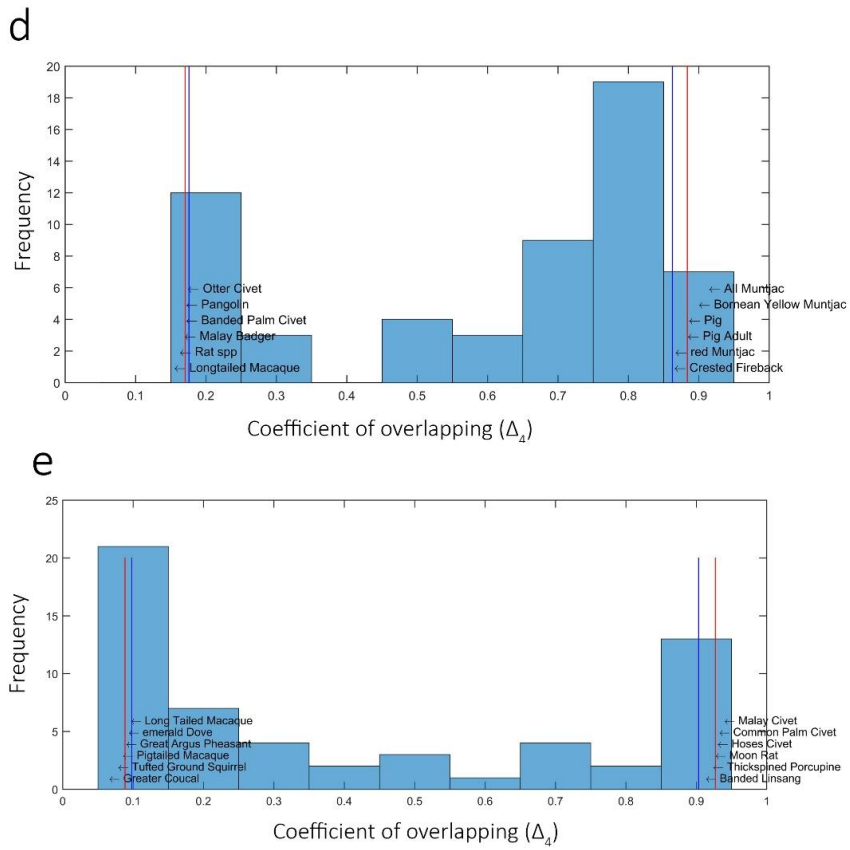 d
20
18
16
14
12
10
8
6
4
2
0
Frequency
← Otter Civet
← Pangolin
← Banded Palm Civet
← Malay Badger
← Rat spp
← Longtailed Macaque
← All Muntjac
← Bornean Yellow Muntjac
← Pig
← Pig Adult
← red Muntjac
← Crested Fireback
0 0.1 0.2 0.3 0.4 0.5 0.6 0.7 0.8 0.9 1
Coefficient of overlapping (Δ4)
e
25
20
15
10
5
0
Frequency
← Long Tailed Macaque
← emerald Dove
← Great Argus Pheasant
← Pigtailed Macaque
← Tufted Ground Squirrel
← Greater Coucal
← Malay Civet
← Common Palm Civet
← Hoses Civet
← Moon Rat
← Thickspined Porcupine
← Banded Linsang
0 0.1 0.2 0.3 0.4 0.5 0.6 0.7 0.8 0.9 1
Coefficient of overlapping (Δ4)